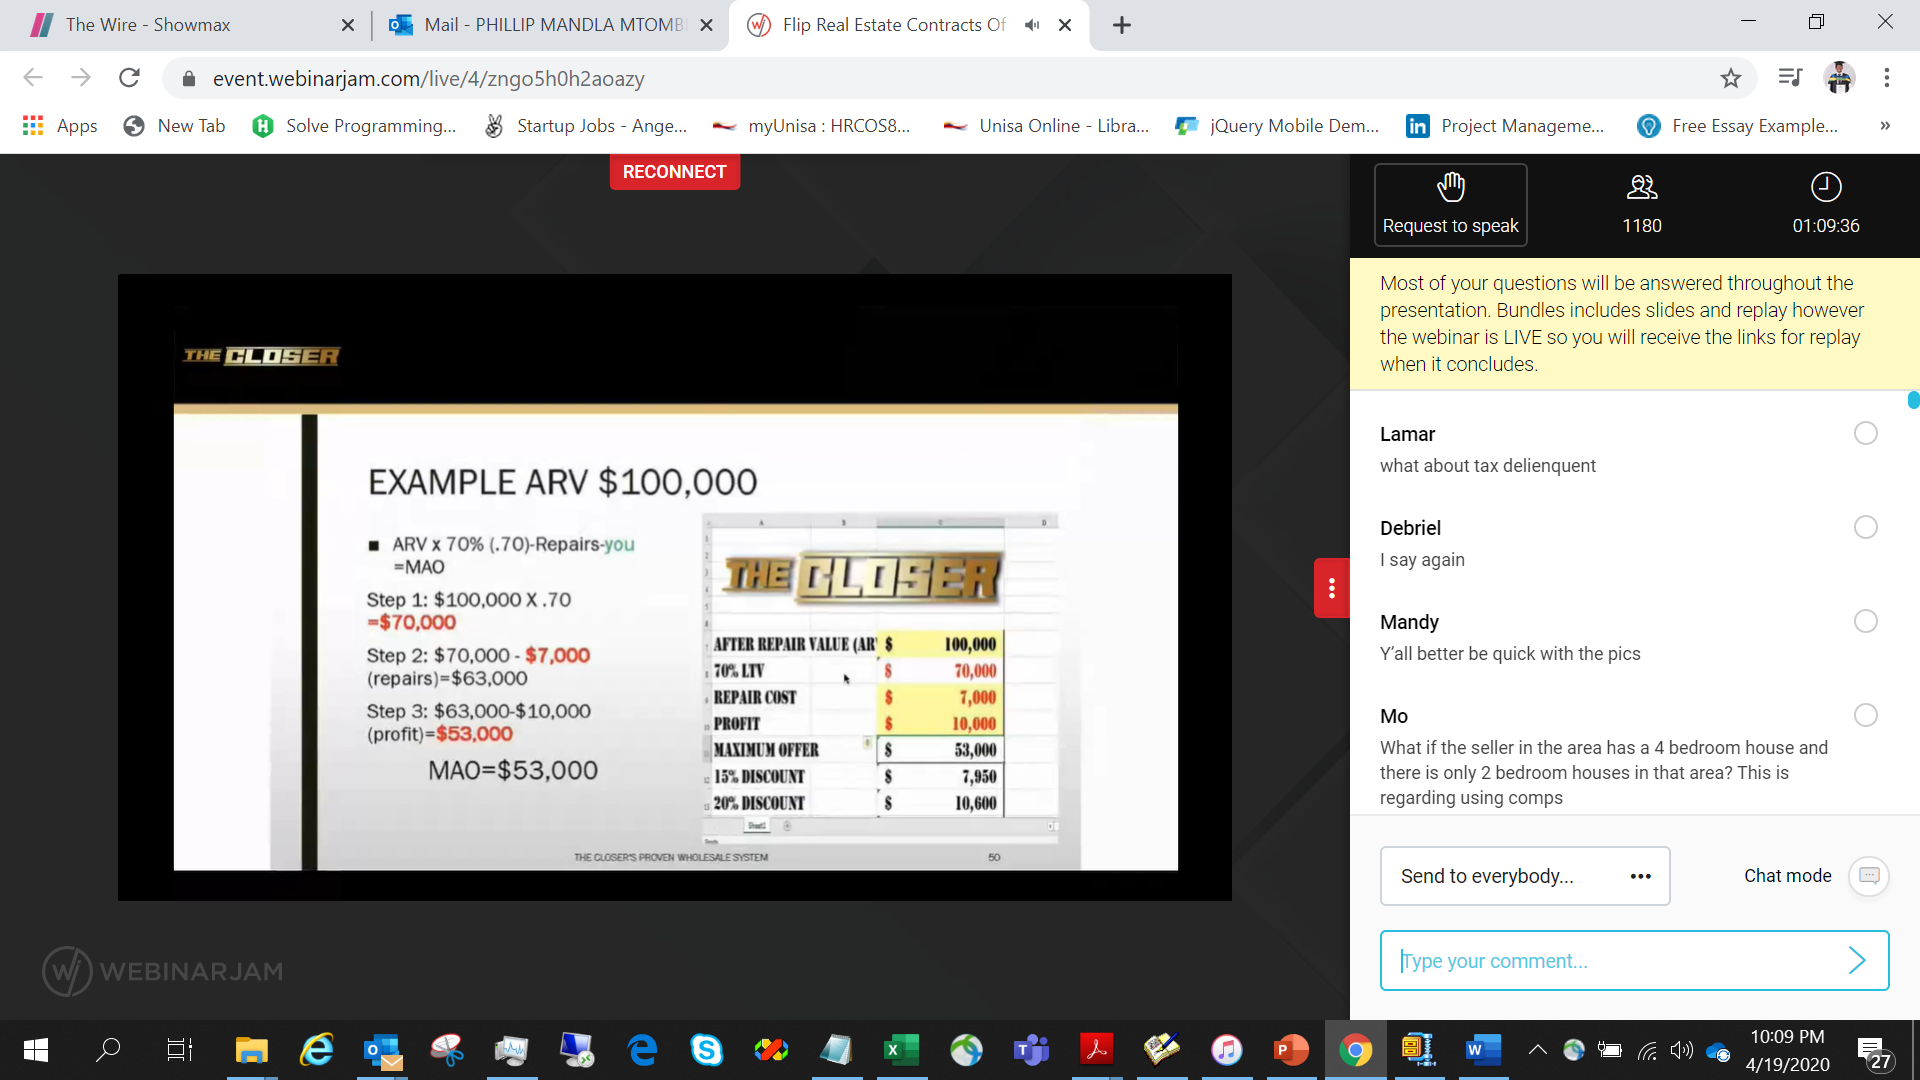 The Wire - Showmax
Mail - PHILLIP MANDLA MTOMB
Flip Real Estate Contracts Of
event.webinarjam.com/live/4/zngo5h0h2aoazy
Apps
New Tab
Solve Programming...
Startup Jobs - Ange...
myUnisa : HRCOS8...
Unisa Online - Libra...
jQuery Mobile Dem...
Project Manageme...
Free Essay Example...
»
RECONNECT
THE CLOSER
EXAMPLE ARV $100,000
■ ARV x 70% (.70)-Repairs-you
=MAO
Step 1: $100,000 X .70
=$70,000
Step 2: $70,000 - $7,000
(repairs)=$63,000
Step 3: $63,000-$10,000
(profit)=$53,000
MAO=$53,000
A B C D
THE CLOSER
AFTER REPAIR VALUE (AR $ 100,000
70% LTV $ 70,000
REPAIR COST $ 7,000
PROFIT $ 10,000
MAXIMUM OFFER $ 53,000
15% DISCOUNT $ 7,950
20% DISCOUNT $ 10,600
Sheet1
THE CLOSER'S PROVEN WHOLESALE SYSTEM 50
WEBINARJAM
Request to speak
1180
01:09:36
Most of your questions will be answered throughout the
presentation. Bundles includes slides and replay however
the webinar is LIVE so you will receive the links for replay
when it concludes.
Lamar
what about tax delienquent
Debriel
I say again
Mandy
Y'all better be quick with the pics
Mo
What if the seller in the area has a 4 bedroom house and
there is only 2 bedroom houses in that area? This is
regarding using comps
Send to everybody... •••
Chat mode
Type your comment...
10:09 PM
4/19/2020
27